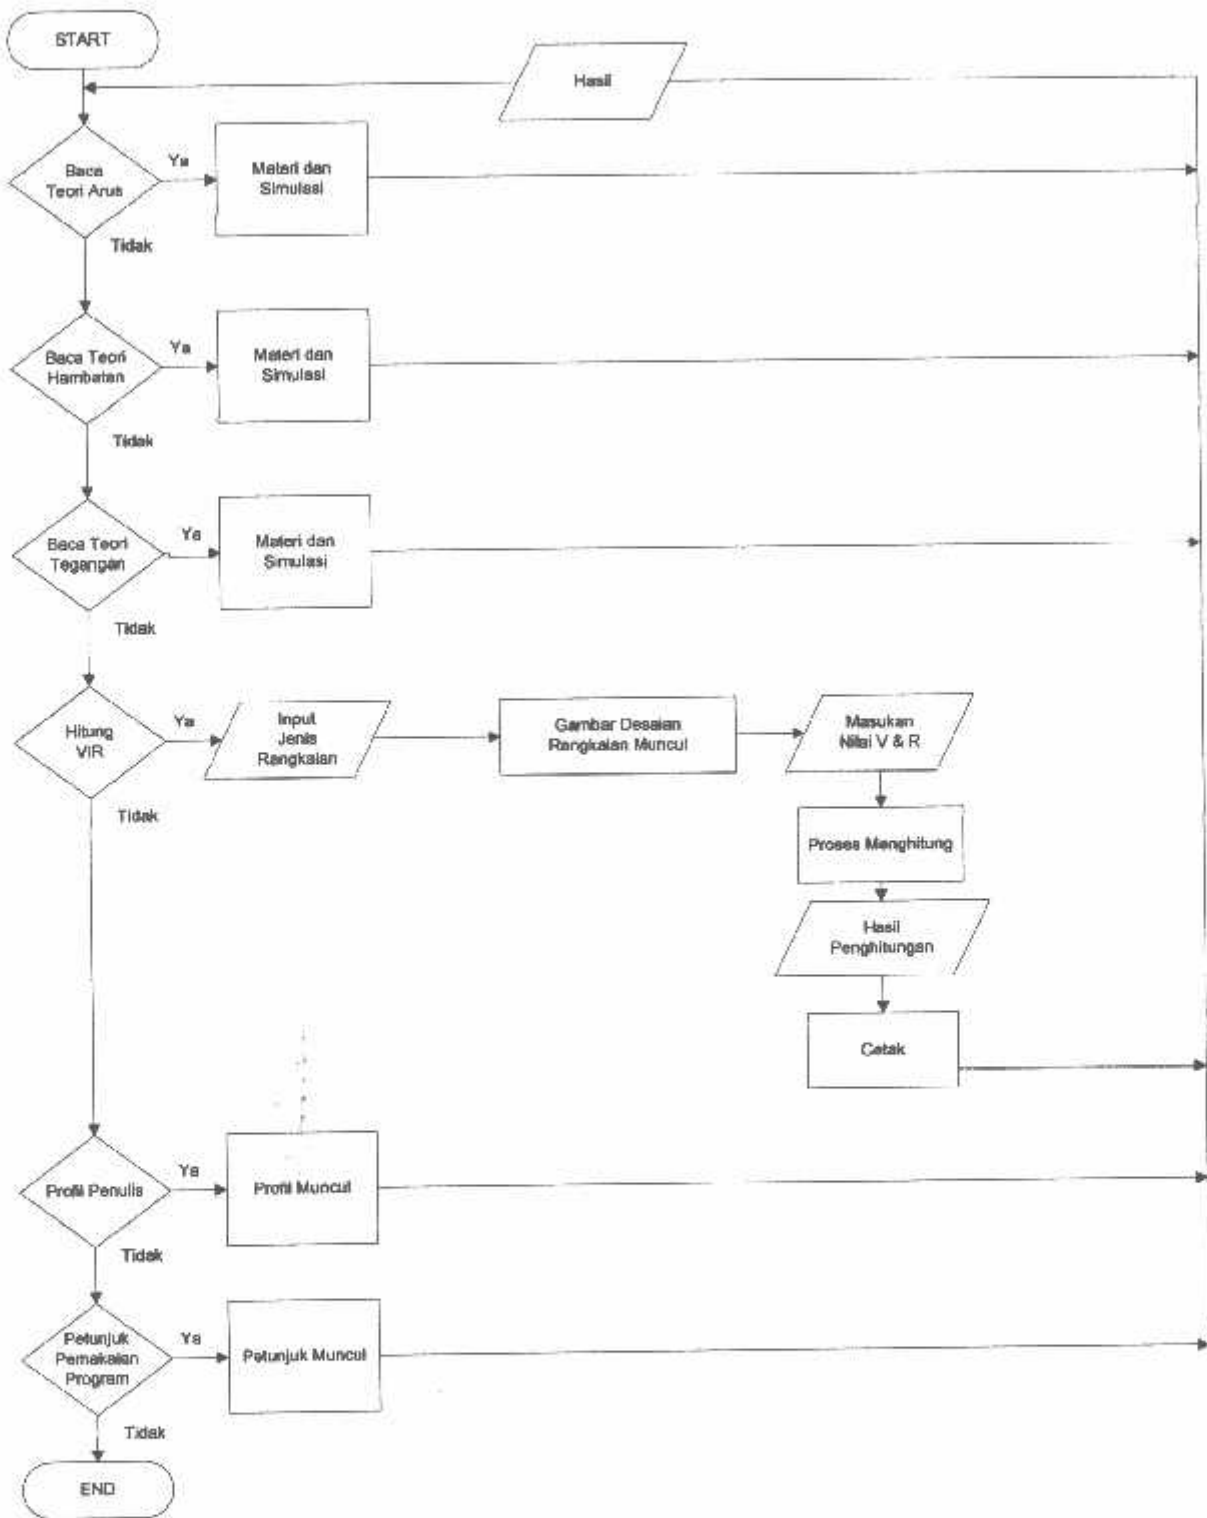 START
Hasil
Baca
Teori Arus
Ya
Materi dan
Simulasi
Tidak
Baca Teori
Hambatan
Ya
Materi dan
Simulasi
Tidak
Baca Teori
Tegangan
Ya
Materi dan
Simulasi
Tidak
Hitung
VIR
Ya
Input
Jenis
Rangkaian
Gambar Desaian
Rangkaian Muncul
Masukan
Nilai V & R
Tidak
Proses Menghitung
Hasil
Penghitungan
Cetak
Profil Penulis
Ya
Profil Muncul
Tidak
Petunjuk
Pemakaian
Program
Ya
Petunjuk Muncul
Tidak
END